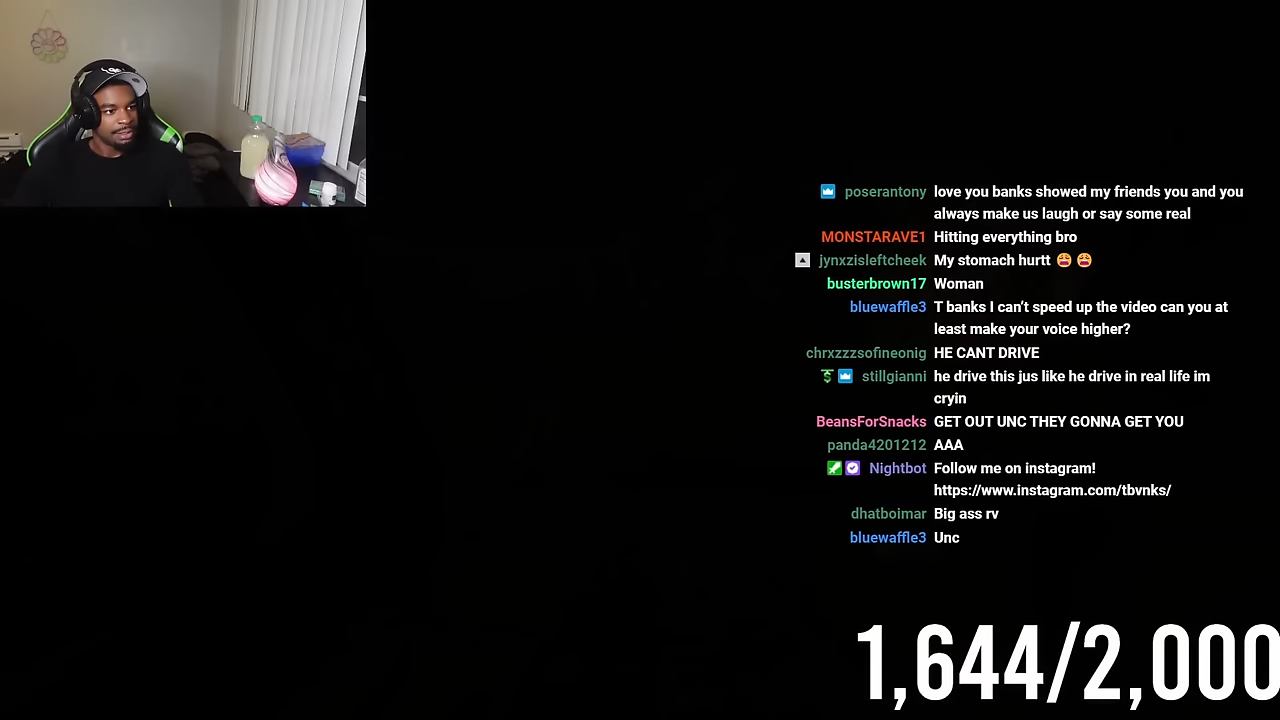 poserantony love you banks showed my friends you and you
always make us laugh or say some real
MONSTARAVE1 Hitting everything bro
jynxzisleftcheek My stomach hurtt 😩 😩
busterbrown17 Woman
bluewaffle3 T banks I can't speed up the video can you at
least make your voice higher?
chrxzzzsofineonig HE CANT DRIVE
stillgianni he drive this jus like he drive in real life im
cryin
BeansForSnacks GET OUT UNC THEY GONNA GET YOU
panda4201212 AAA
Nightbot Follow me on instagram!
https://www.instagram.com/tbvnks/
dhatboimar Big ass rv
bluewaffle3 Unc
1,644/2,000